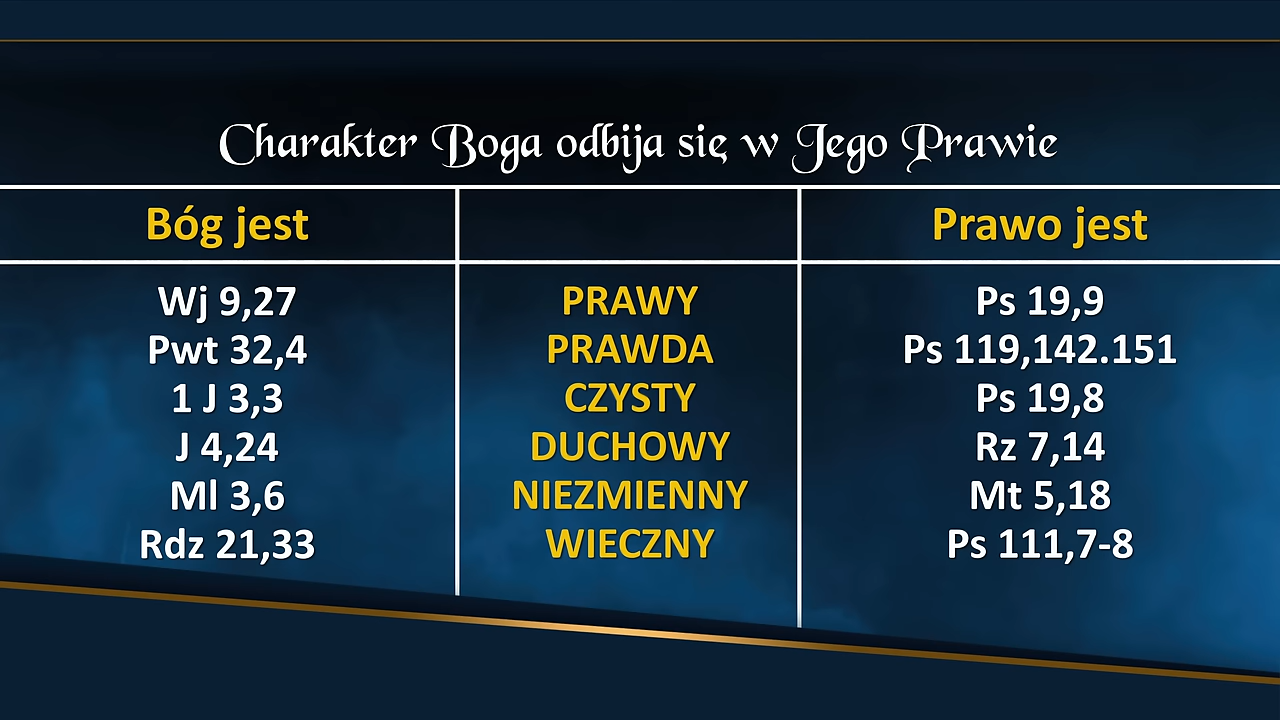 Charakter Boga odbija się w Jego Prawie
Bóg jest Prawo jest
Wj 9,27 PRAWY Ps 19,9
Pwt 32,4 PRAWDA Ps 119,142.151
1 J 3,3 CZYSTY Ps 19,8
J 4,24 DUCHOWY Rz 7,14
Ml 3,6 NIEZMIENNY Mt 5,18
Rdz 21,33 WIECZNY Ps 111,7-8